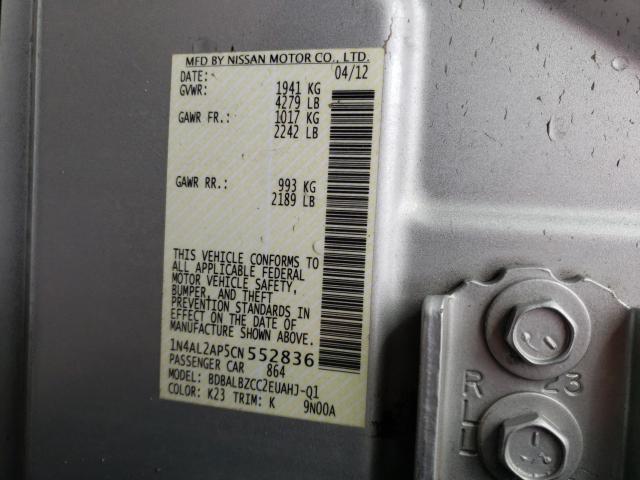 MFD BY NISSAN MOTOR CO., LTD.
DATE: 04/12
GVWR: 1941 KG
4279 LB
GAWR FR.: 1017 KG
2242 LB
GAWR RR.: 993 KG
2189 LB
THIS VEHICLE CONFORMS TO
ALL APPLICABLE FEDERAL
MOTOR VEHICLE SAFETY,
BUMPER, AND THEFT
PREVENTION STANDARDS IN
EFFECT ON THE DATE OF
MANUFACTURE SHOWN ABOVE.
1N4AL2AP5CN552836
PASSENGER CAR 864
MODEL: BDBALBZCC2EUAHJ-Q1
COLOR: K23 TRIM: K 9N00A
R 23